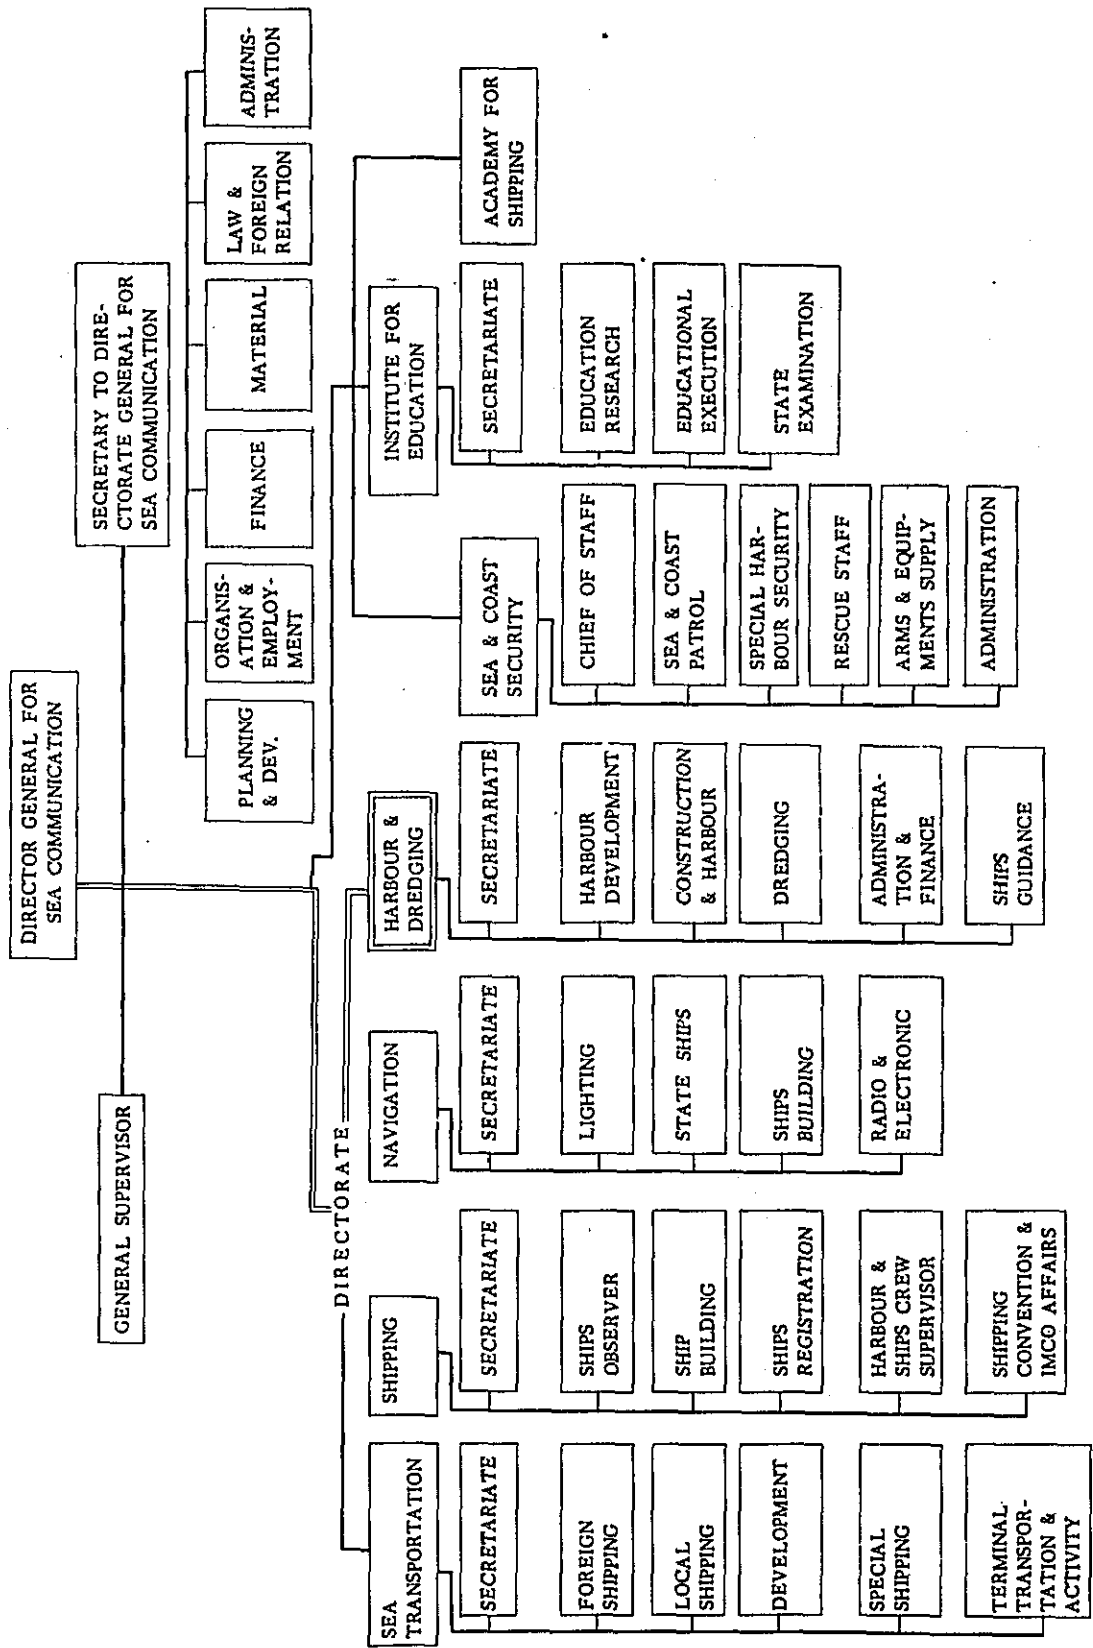 DIRECTOR GENERAL FOR
SEA COMMUNICATION
GENERAL SUPERVISOR
SECRETARY TO DIRE-
CTORATE GENERAL FOR
SEA COMMUNICATION
PLANNING
& DEV.
ORGANIS-
ATION &
EMPLOY-
MENT
FINANCE
MATERIAL
LAW &
FOREIGN
RELATION
ADMINIS-
TRATION
DIRECTORATE
SEA
TRANSPORTATION
SECRETARIATE
FOREIGN
SHIPPING
LOCAL
SHIPPING
DEVELOPMENT
SPECIAL
SHIPPING
TERMINAL
TRANSPOR-
TATION &
ACTIVITY
SHIPPING
SECRETARIATE
SHIPS
OBSERVER
SHIP
BUILDING
SHIPS
REGISTRATION
HARBOUR &
SHIPS CREW
SUPERVISOR
SHIPPING
CONVENTION &
IMCO AFFAIRS
NAVIGATION
SECRETARIATE
LIGHTING
STATE SHIPS
SHIPS
BUILDING
RADIO &
ELECTRONIC
HARBOUR &
DREDGING
SECRETARIATE
HARBOUR
DEVELOPMENT
CONSTRUCTION
& HARBOUR
DREDGING
ADMINISTRA-
TION &
FINANCE
SHIPS
GUIDANCE
SEA & COAST
SECURITY
CHIEF OF STAFF
SEA & COAST
PATROL
SPECIAL HAR-
BOUR SECURITY
RESCUE STAFF
ARMS & EQUIP-
MENTS SUPPLY
ADMINISTRATION
INSTITUTE FOR
EDUCATION
SECRETARIATE
EDUCATION
RESEARCH
EDUCATIONAL
EXECUTION
STATE
EXAMINATION
ACADEMY FOR
SHIPPING